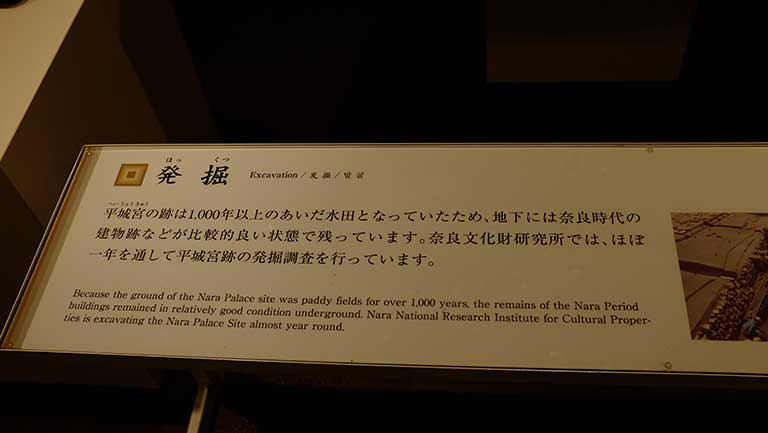 はっ くつ
発掘 Excavation / 发掘 / 발굴
へいじょうきゅう
平城宮の跡は1,000年以上のあいだ水田となっていたため、地下には奈良時代の
建物跡などが比較的良い状態で残っています。奈良文化財研究所では、ほぼ
一年を通して平城宮跡の発掘調査を行っています。
Because the ground of the Nara Palace site was paddy fields for over 1,000 years, the remains of the Nara Period
buildings remained in relatively good condition underground. Nara National Research Institute for Cultural Proper-
ties is excavating the Nara Palace Site almost year round.